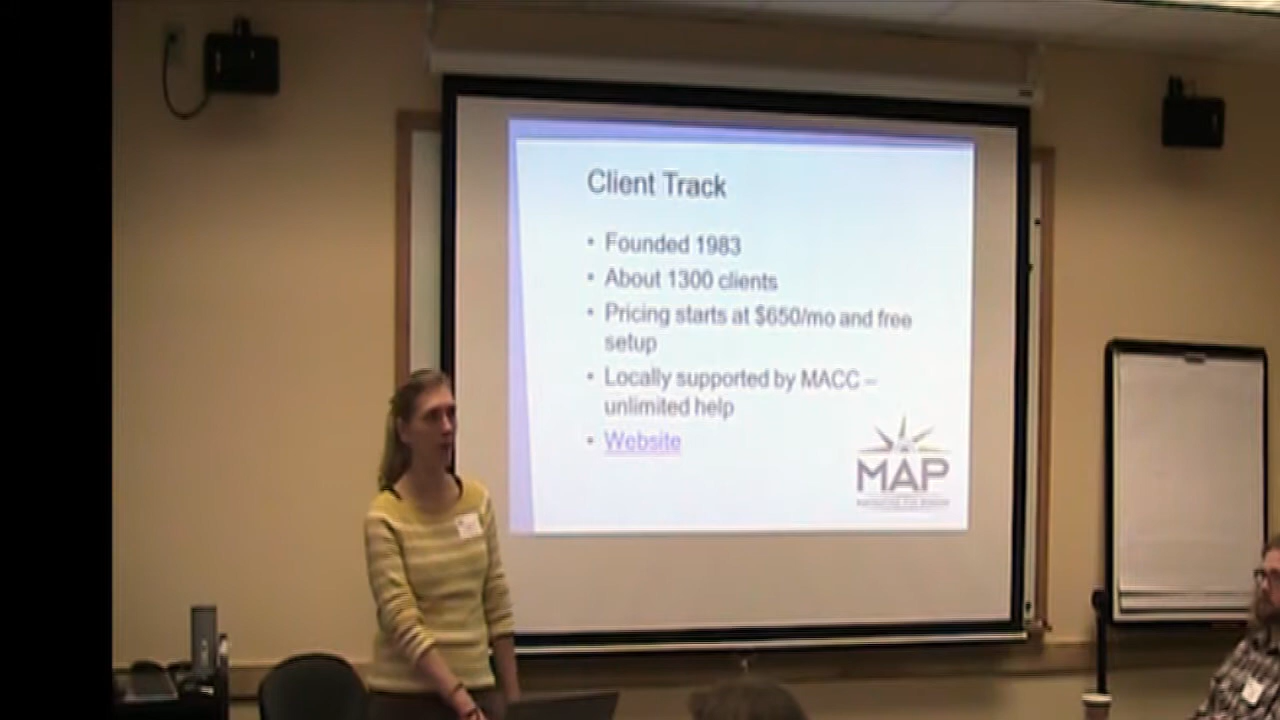 Client Track
• Founded 1983
• About 1300 clients
• Pricing starts at $650/mo and free
setup
• Locally supported by MACC –
unlimited help
• Website
MAP